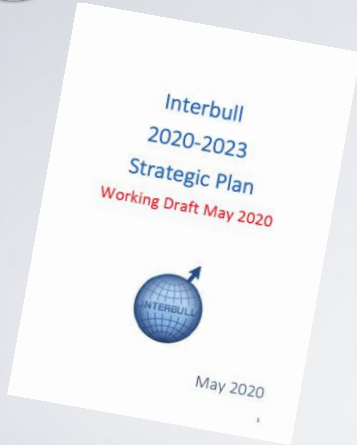 Interbull
2020-2023
Strategic Plan
Working Draft May 2020
INTERBULL
May 2020